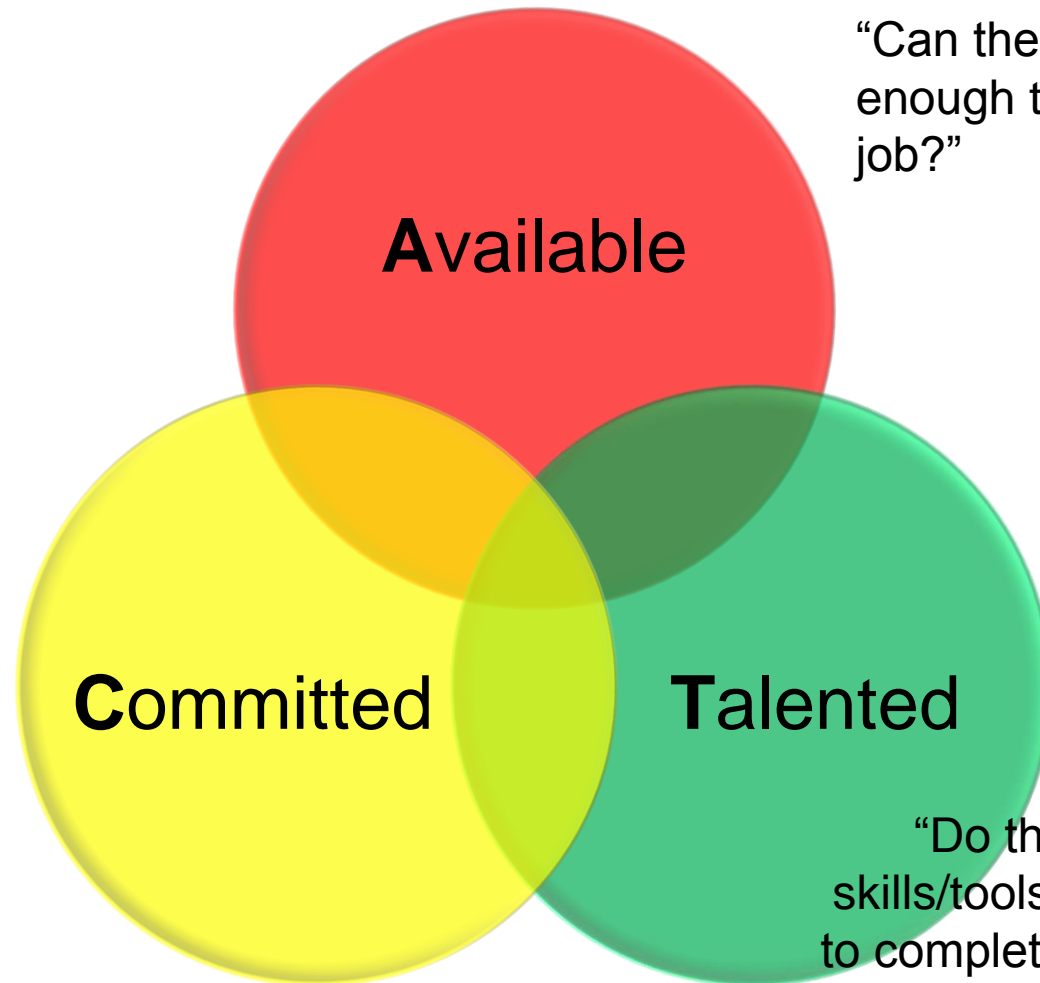 “Can the
enough t
job?”
Available
Committed
Talented
“Do th
skills/tools
to complet